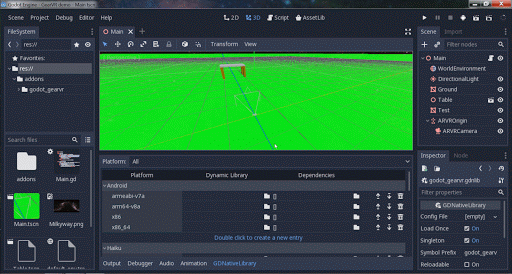 Godot Engine - GearVR demo - Main.tscn
Scene Project Debug Editor Help
2D 3D Script AssetLib
FileSystem
res://
Favorites:
res://
addons
godot_gearvr
Search files
addons
Main.gd
Main.tscn
Milkyway.png
Main
Transform View
Platform: All
Platform Dynamic Library Dependencies
Android
armeabi-v7a
[]
[]
arm64-v8a
[]
[]
x86
[]
[]
x86_64
[]
[]
Double click to create a new entry
Haiku
Output Debugger Audio Animation GDNativeLibrary
Scene Import
Filter nodes
Main
WorldEnvironment
DirectionalLight
Ground
Table
Test
ARVROrigin
ARVRCamera
Inspector Node
godot_gearvr.gdnlib
Filter properties
GDNativeLibrary
Config File [empty]
Load Once On
Singleton On
Symbol Prefix godot_gearv
Reloadable On